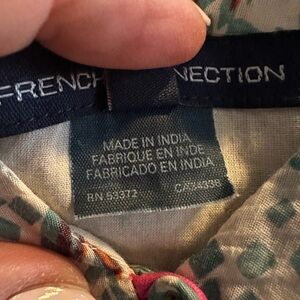 FRENCH NECTION
MADE IN INDIA
FABRIQUE EN INDE
FABRICADO EN INDIA
RN 53372 CA34338